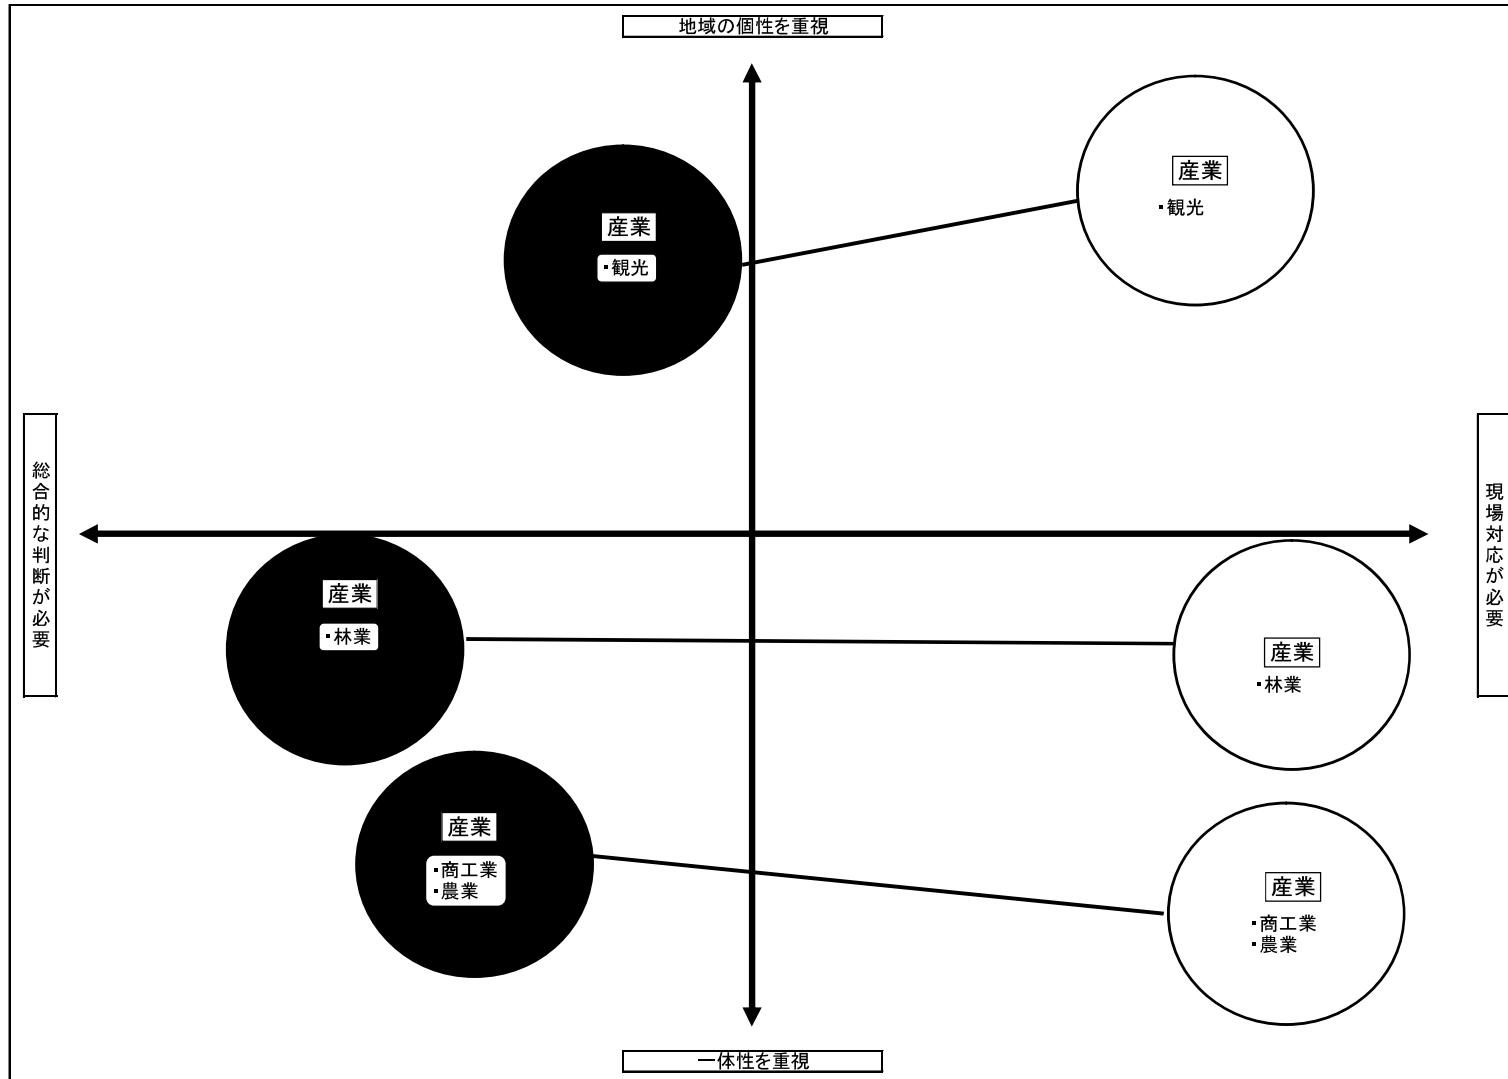 地域の個性を重視
産業
・観光
産業
・観光
総合的な判断が必要
現場対応が必要
産業
・林業
産業
・林業
産業
・商工業
・農業
産業
・商工業
・農業
一体性を重視